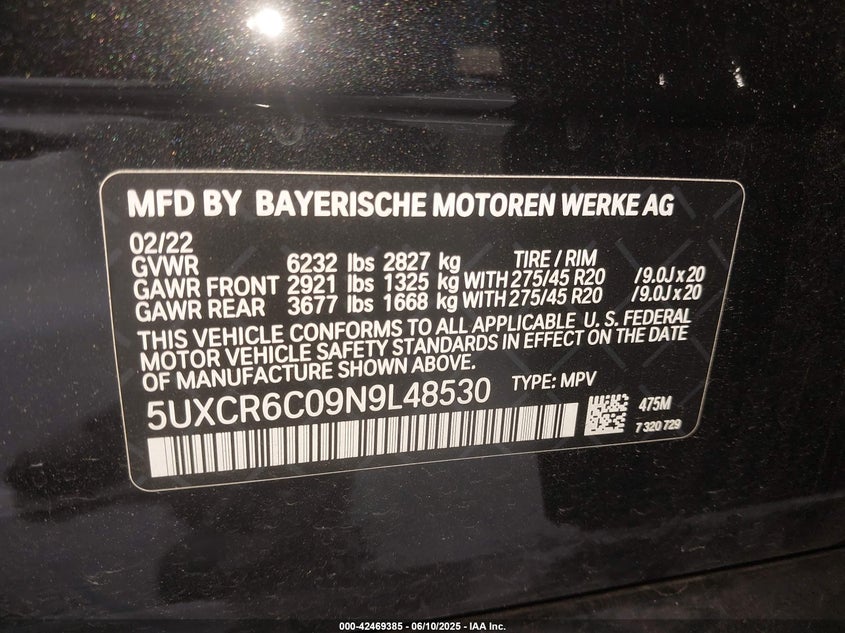 MFD BY BAYERISCHE MOTOREN WERKE AG
02/22
GVWR 6232 lbs 2827 kg TIRE / RIM
GAWR FRONT 2921 lbs 1325 kg WITH 275/45 R20 /9.0J x 20
GAWR REAR 3677 lbs 1668 kg WITH 275/45 R20 /9.0J x 20
THIS VEHICLE CONFORMS TO ALL APPLICABLE U. S. FEDERAL
MOTOR VEHICLE SAFETY STANDARDS IN EFFECT ON THE DATE
OF MANUFACTURE SHOWN ABOVE.
5UXCR6C09N9L48530 TYPE: MPV
475M
7 320 729
000-42469385 - 06/10/2025 - IAA Inc.